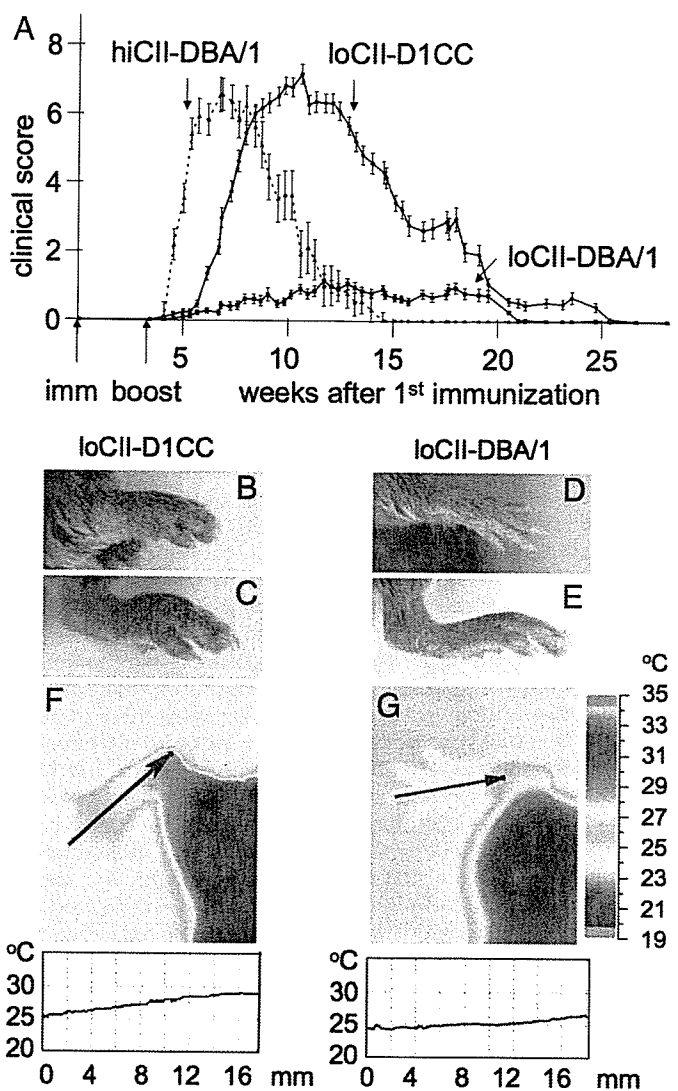 A
hiCII-DBA/1
loCII-D1CC
loCII-DBA/1
clinical score
8
6
4
2
0
5
10
15
20
25
imm boost
weeks after 1st immunization
loCII-D1CC
loCII-DBA/1
B
D
C
E
F
G
ºC
35
33
31
29
27
25
23
21
19
ºC
30
25
20
0 4 8 12 16 mm
ºC
30
25
20
0 4 8 12 16 mm